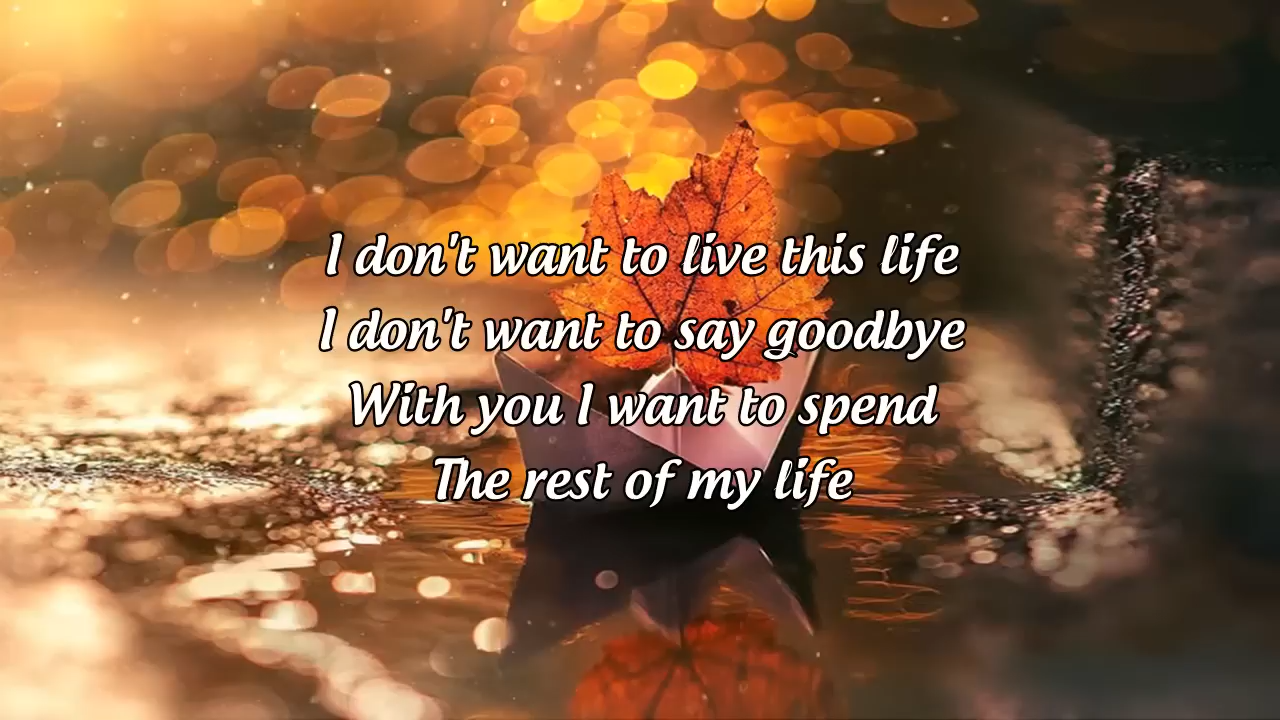 I don't want to live this life
I don't want to say goodbye
With you I want to spend
The rest of my life